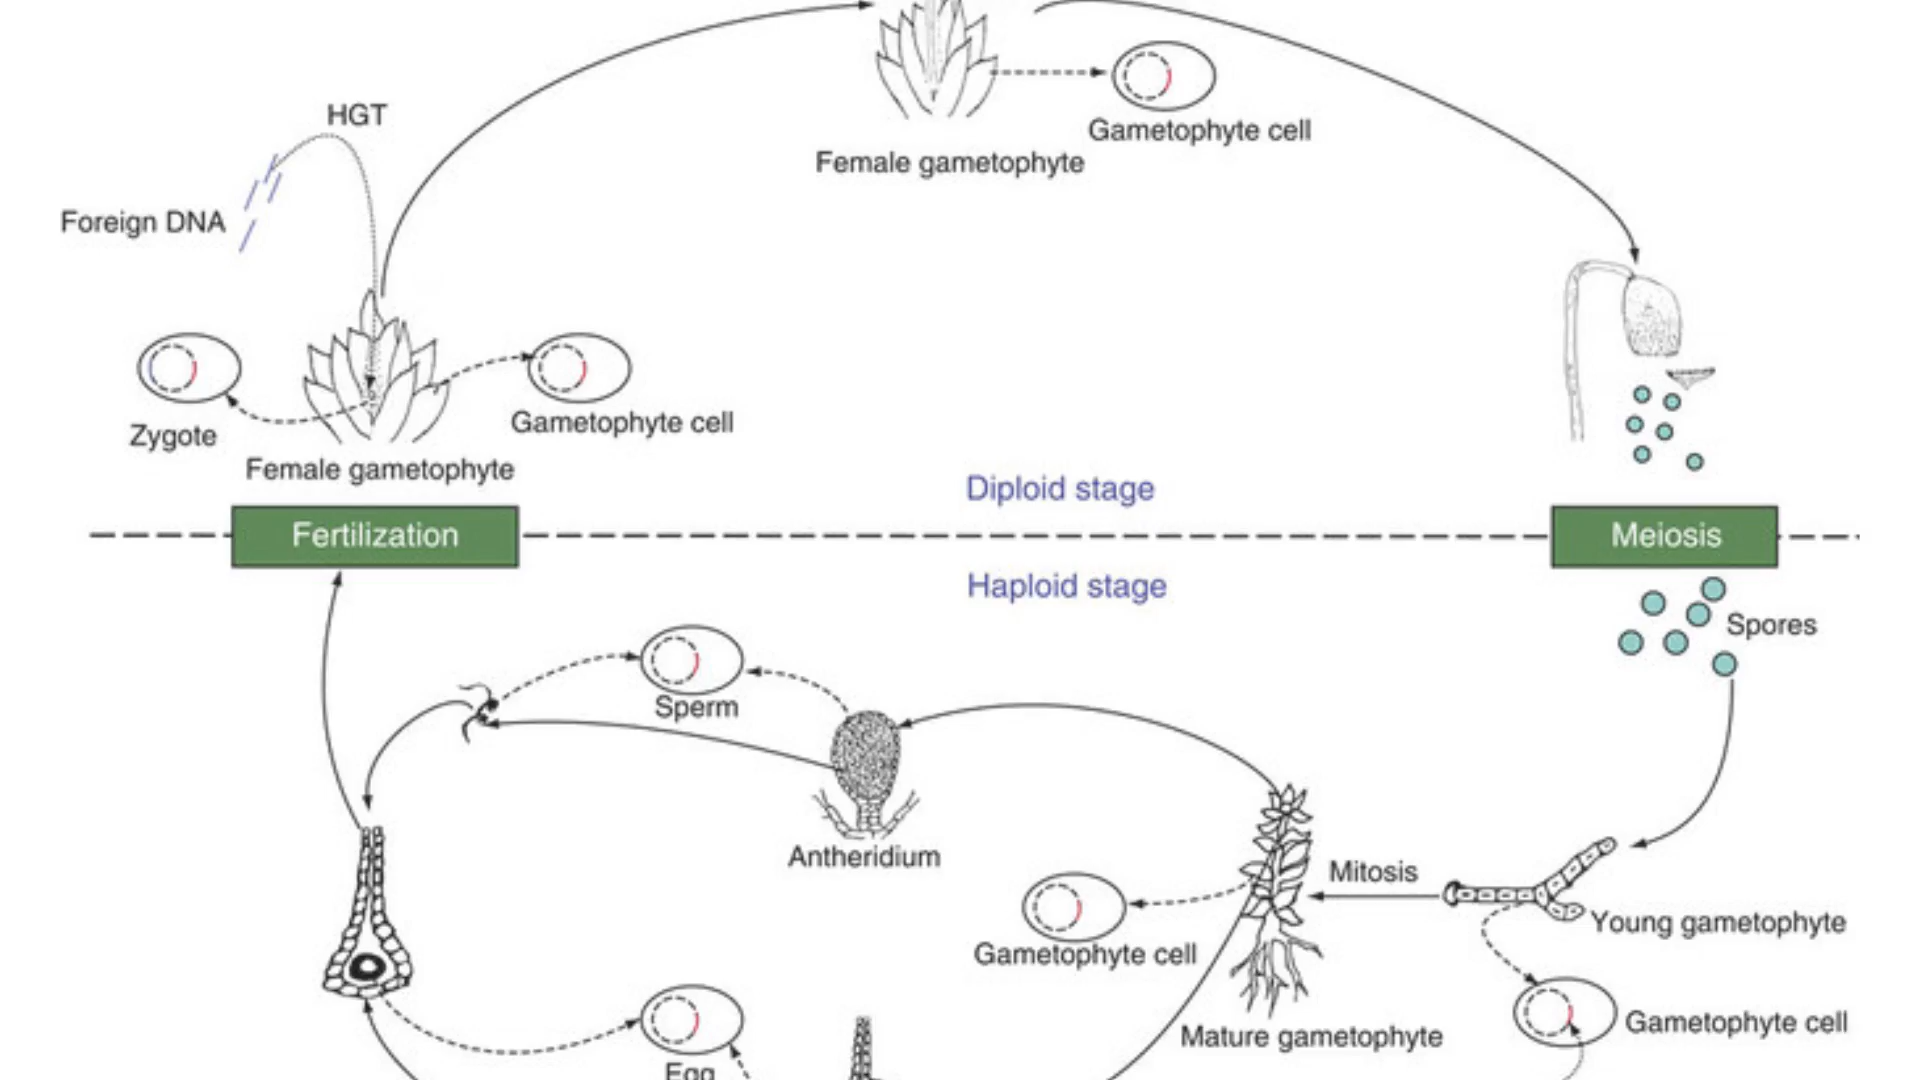 HGT
Gametophyte cell
Female gametophyte
Foreign DNA
Zygote
Gametophyte cell
Female gametophyte
Diploid stage
Fertilization
Meiosis
Haploid stage
Spores
Sperm
Antheridium
Mitosis
Young gametophyte
Gametophyte cell
Gametophyte cell
Mature gametophyte
Egg